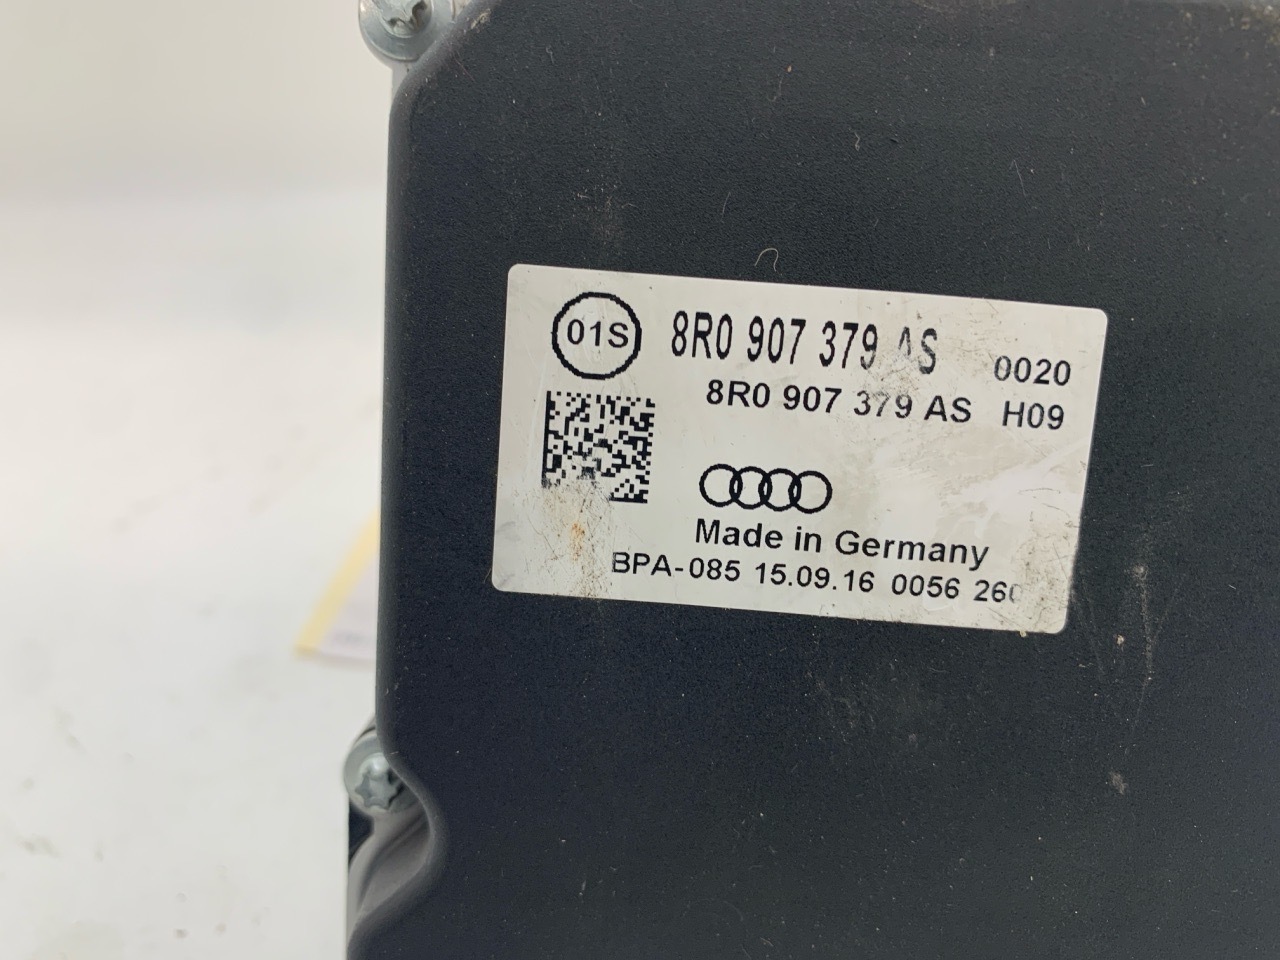 01S 8R0 907 379 AS 0020
8R0 907 379 AS H09
Made in Germany
BPA-085 15.09.16 0056